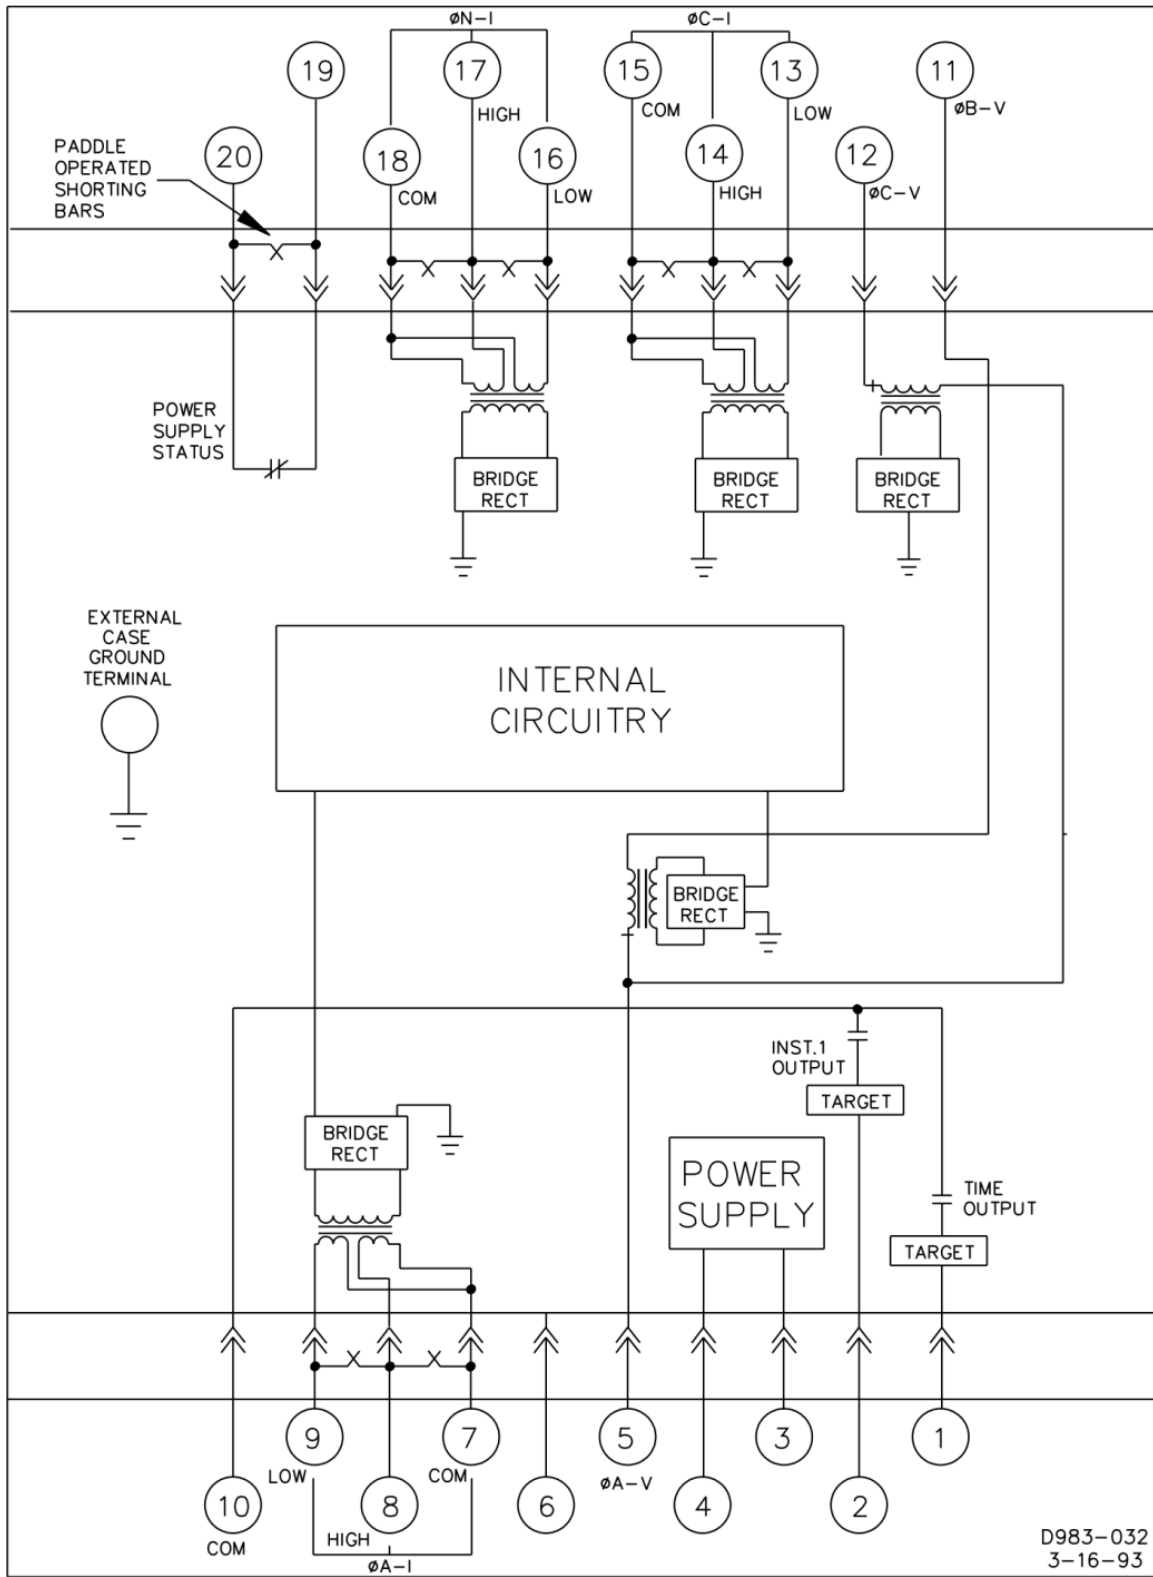 øN-I
øC-I
19
17
15
13
11
HIGH
COM
LOW
øB-V
PADDLE
OPERATED
SHORTING
BARS
20
18
16
14
12
COM
LOW
HIGH
øC-V
POWER
SUPPLY
STATUS
BRIDGE
RECT
BRIDGE
RECT
BRIDGE
RECT
EXTERNAL
CASE
GROUND
TERMINAL
INTERNAL
CIRCUITRY
BRIDGE
RECT
INST.1
OUTPUT
TARGET
BRIDGE
RECT
POWER
SUPPLY
TIME
OUTPUT
TARGET
9
7
5
3
1
LOW
COM
øA-V
10
8
6
4
2
COM
HIGH
øA-I
D983-032
3-16-93